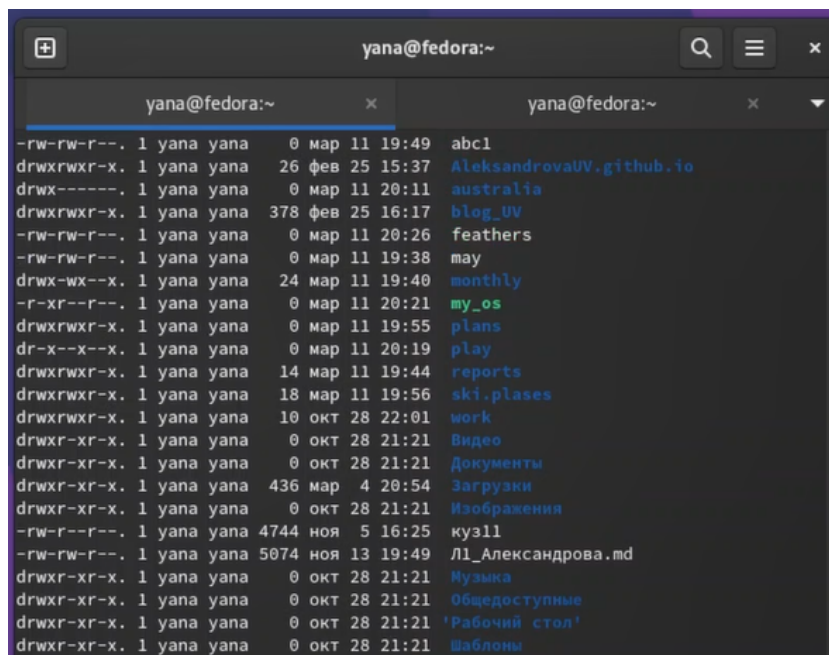 yana@fedora:~
yana@fedora:~ yana@fedora:~
-rw-rw-r--. 1 yana yana 0 мар 11 19:49 abc1
drwxrwxr-x. 1 yana yana 26 фев 25 15:37 AleksandrovaUV.github.io
drwx------. 1 yana yana 0 мар 11 20:11 australia
drwxrwxr-x. 1 yana yana 378 фев 25 16:17 blog_UV
-rw-rw-r--. 1 yana yana 0 мар 11 20:26 feathers
-rw-rw-r--. 1 yana yana 0 мар 11 19:38 may
drwx-wx--x. 1 yana yana 24 мар 11 19:40 monthly
-r-xr--r--. 1 yana yana 0 мар 11 20:21 my_os
drwxrwxr-x. 1 yana yana 0 мар 11 19:55 plans
dr-x--x--x. 1 yana yana 0 мар 11 20:19 play
drwxrwxr-x. 1 yana yana 14 мар 11 19:44 reports
drwxrwxr-x. 1 yana yana 18 мар 11 19:56 ski.plases
drwxrwxr-x. 1 yana yana 10 окт 28 22:01 work
drwxr-xr-x. 1 yana yana 0 окт 28 21:21 Видео
drwxr-xr-x. 1 yana yana 0 окт 28 21:21 Документы
drwxr-xr-x. 1 yana yana 436 мар 4 20:54 Загрузки
drwxr-xr-x. 1 yana yana 0 окт 28 21:21 Изображения
-rw-r--r--. 1 yana yana 4744 ноя 5 16:25 куз11
-rw-rw-r--. 1 yana yana 5074 ноя 13 19:49 Л1_Александрова.md
drwxr-xr-x. 1 yana yana 0 окт 28 21:21 Музыка
drwxr-xr-x. 1 yana yana 0 окт 28 21:21 Общедоступные
drwxr-xr-x. 1 yana yana 0 окт 28 21:21 'Рабочий стол'
drwxr-xr-x. 1 yana yana 0 окт 28 21:21 Шаблоны